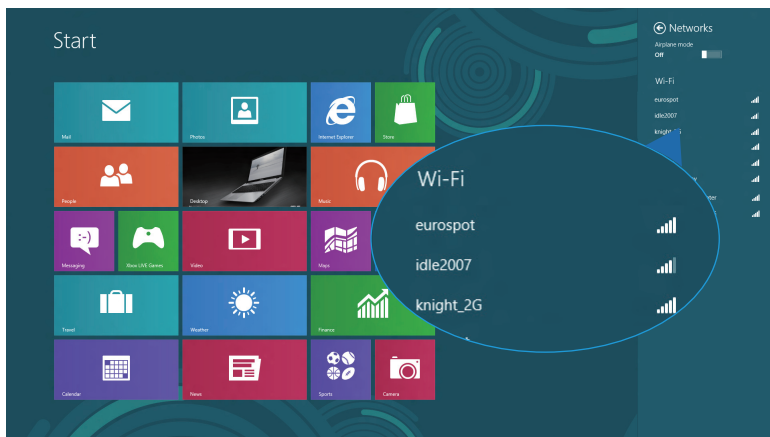 Start
Networks
Airplane mode
Off
Wi-Fi
eurospot
idle2007
knight_2G
Mail
Photos
Internet Explorer
Store
People
Desktop
Music
Messaging
Xbox LIVE Games
Video
Maps
Travel
Weather
Finance
Calendar
News
Sports
Camera
Wi-Fi
eurospot
idle2007
knight_2G